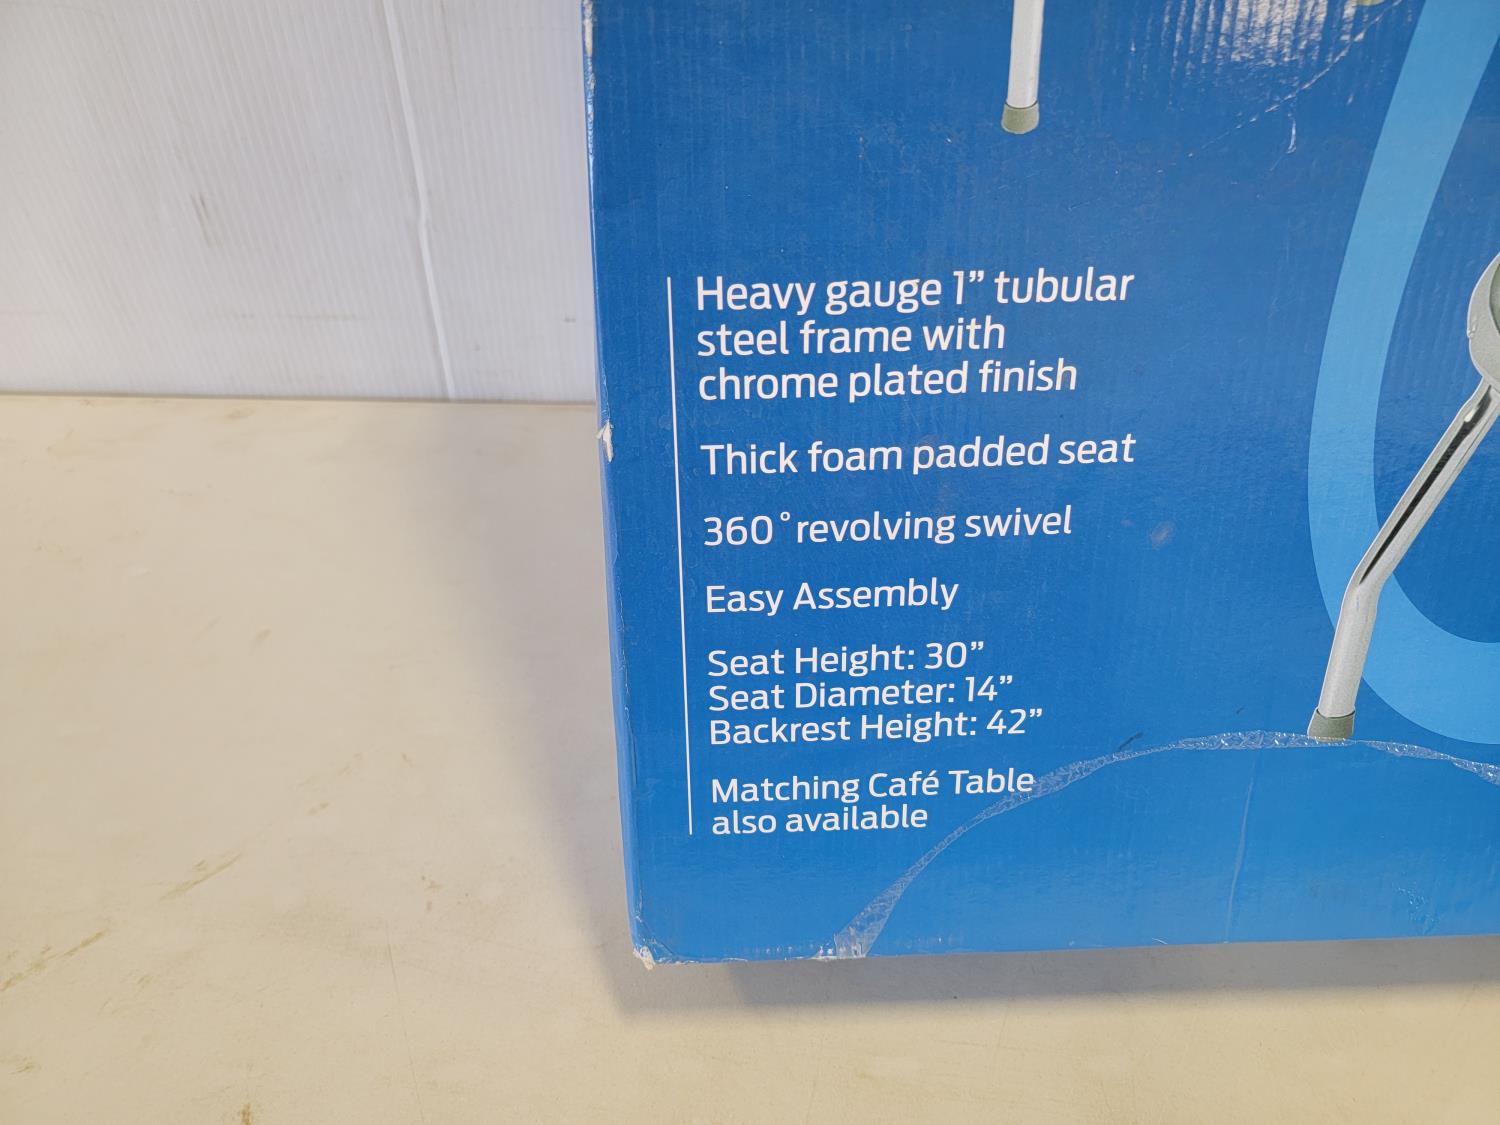 Heavy gauge 1” tubular
steel frame with
chrome plated finish
Thick foam padded seat
360° revolving swivel
Easy Assembly
Seat Height: 30”
Seat Diameter: 14”
Backrest Height: 42”
Matching Café Table
also available